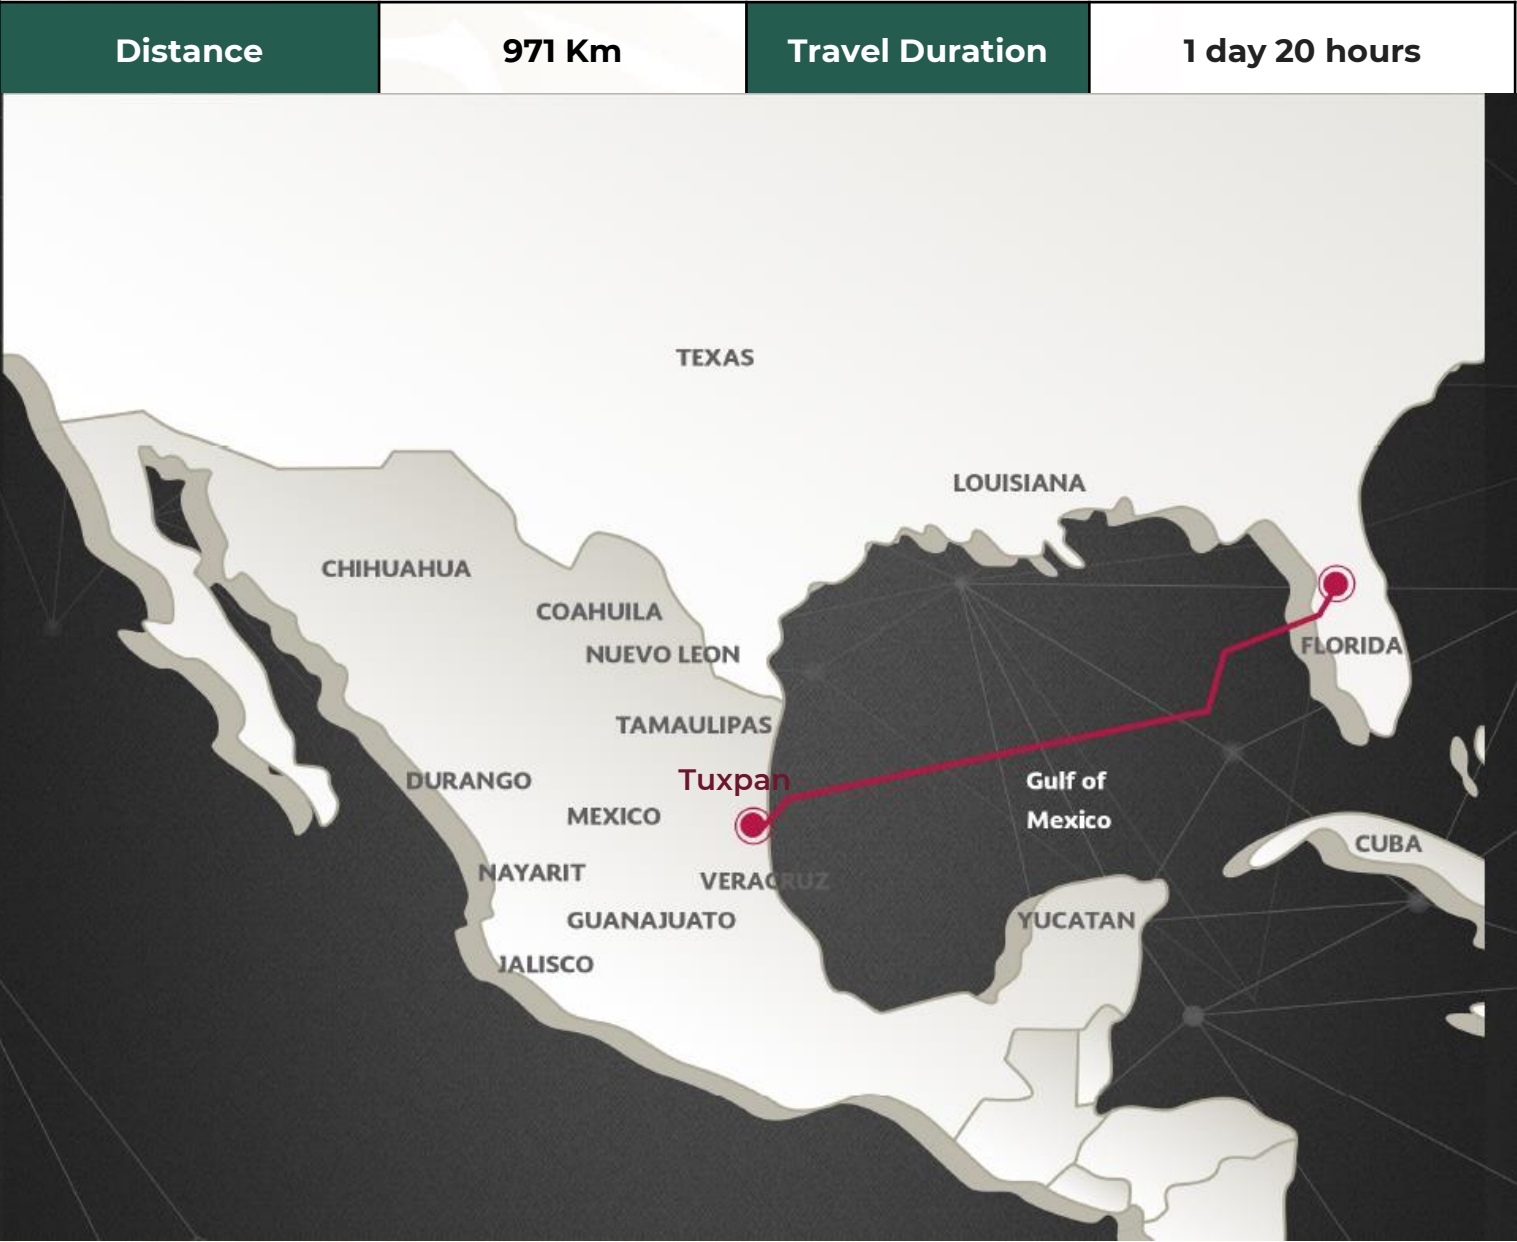 Distance
971 Km
Travel Duration
1 day 20 hours
TEXAS
LOUISIANA
CHIHUAHUA
COAHUILA
NUEVO LEON
FLORIDA
TAMAULIPAS
DURANGO
Tuxpan
Gulf of
Mexico
MEXICO
CUBA
NAYARIT
VERACRUZ
GUANAJUATO
YUCATAN
JALISCO